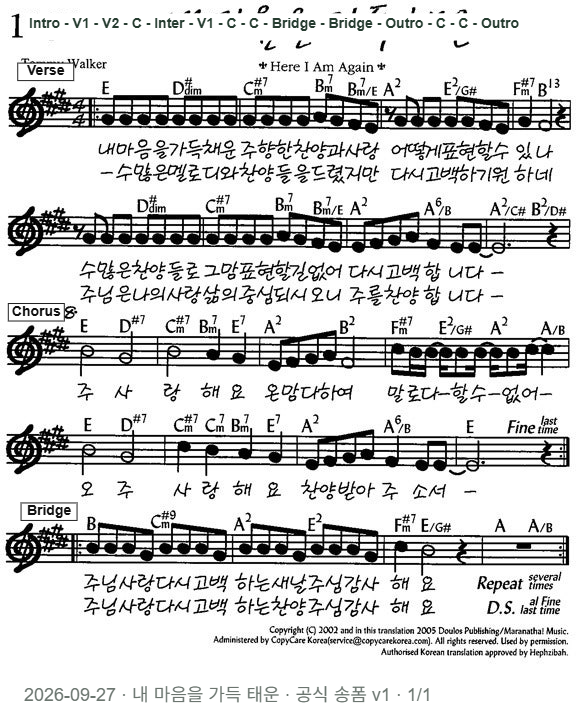 1 Intro - V1 - V2 - C - Inter - V1 - C - C - Bridge - Bridge - Outro - C - C - Outro
Walker
* Here I Am Again *
Verse
E D#dim C#m7 Bm7 Bm7/E A2 E2/G# F#m7 B13
내마음을가득채운 주향한찬양과사랑 어떻게표현할수 있나
-수많은멜로디와찬양들을드렸지만 다시고백하기원 하네
D#dim C#m7 Bm7 Bm7/E A2 A6/B A2/C# B2/D#
수많은찬양들로그맘표현할길없어 다시고백 합 니다 -
주님은나의사랑삶의중심되시오니 주를찬양 합 니다 -
Chorus
E D#7 C#m7 Bm7 E7 A2 B2 F#m7 E2/G# A2 A/B
주 사 랑 해 요 온맘다하여 말로다-할수-없어-
E D#7 C#m7 Cm7 Bm7 E7 A2 A6/B E Fine last time
오 주 사 랑 해 요 찬양받아 주 소서 -
Bridge
B C#m9 A2 E2 F#m7 E/G# A A/B
주님사랑다시고백 하는새날주님감사 해 요 Repeat several times
주님사랑다시고백 하는찬양주님감사 해 요 D.S. al Fine last time
Copyright (C) 2002 and in this translation 2005 Doulos Publishing/Maranatha! Music.
Administered by CopyCare Korea(service@copycarekorea.com). All rights reserved. Used by permission.
Authorised Korean translation approved by Hephzibah.
2026-09-27 · 내 마음을 가득 태운 · 공식 송폼 v1 · 1/1